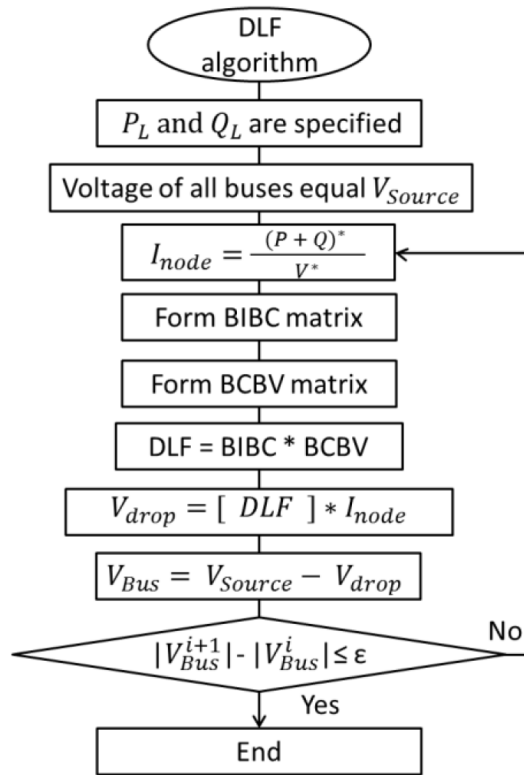 DLF
algorithm
P_L and Q_L are specified
Voltage of all buses equal V_Source
I_node = (P + Q)^* / V^*
Form BIBC matrix
Form BCBV matrix
DLF = BIBC * BCBV
V_drop = [ DLF ] * I_node
V_Bus = V_Source − V_drop
|V_Bus^{i+1}| - |V_Bus^i| ≤ ε
No
Yes
End